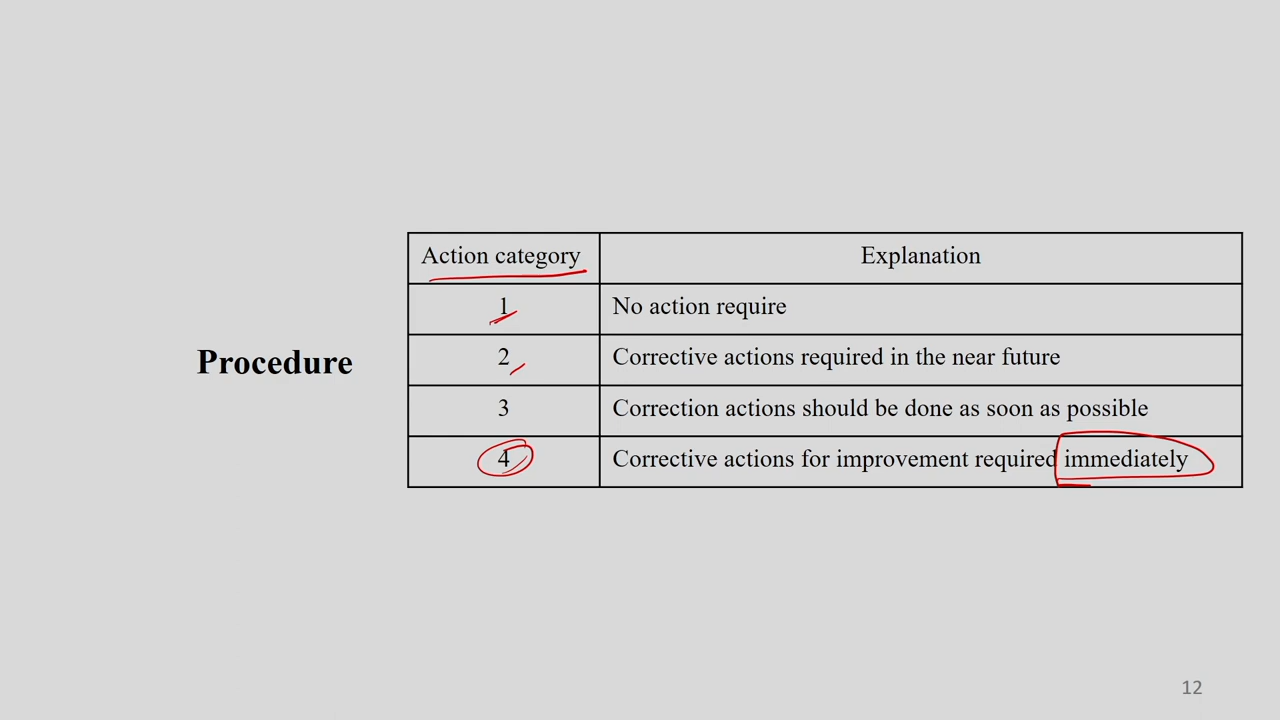 Procedure
Action category Explanation
1 No action require
2 Corrective actions required in the near future
3 Correction actions should be done as soon as possible
4 Corrective actions for improvement required immediately
12